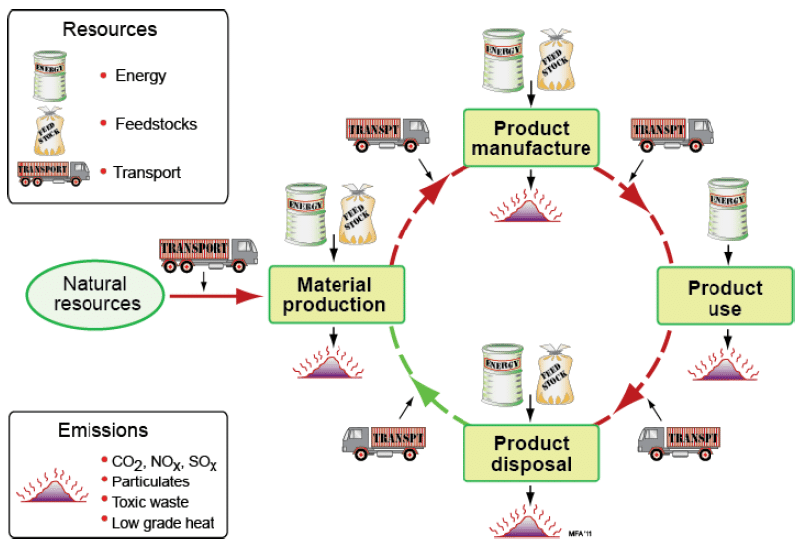 Resources
ENERGY
• Energy
FEED
STOCK
• Feedstocks
TRANSPORT
• Transport
ENERGY
FEED
STOCK
TRANSPT
Product
manufacture
TRANSPT
ENERGY
FEED
STOCK
ENERGY
TRANSPORT
Natural
resources
Material
production
Product
use
ENERGY
FEED
STOCK
TRANSPT
Product
disposal
TRANSPT
Emissions
• CO2, NOX, SOX
• Particulates
• Toxic waste
• Low grade heat
MFA'11